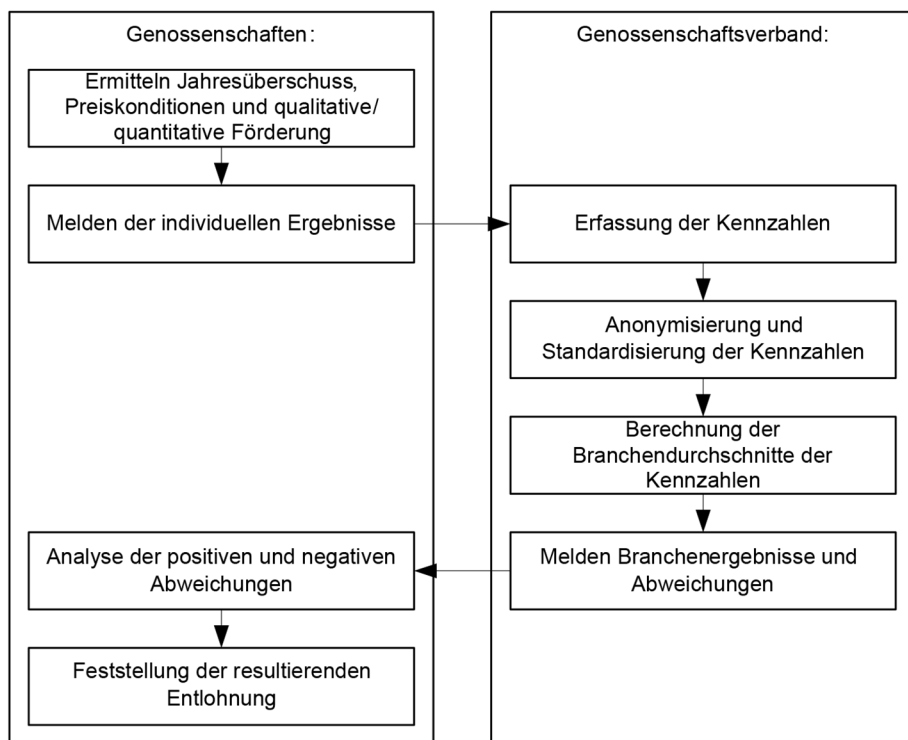 Genossenschaften:
Ermitteln Jahresüberschuss,
Preiskonditionen und qualitative/
quantitative Förderung
Melden der individuellen Ergebnisse
Genossenschaftsverband:
Erfassung der Kennzahlen
Anonymisierung und
Standardisierung der Kennzahlen
Berechnung der
Branchendurchschnitte der
Kennzahlen
Melden Branchenergebnisse und
Abweichungen
Analyse der positiven und negativen
Abweichungen
Feststellung der resultierenden
Entlohnung